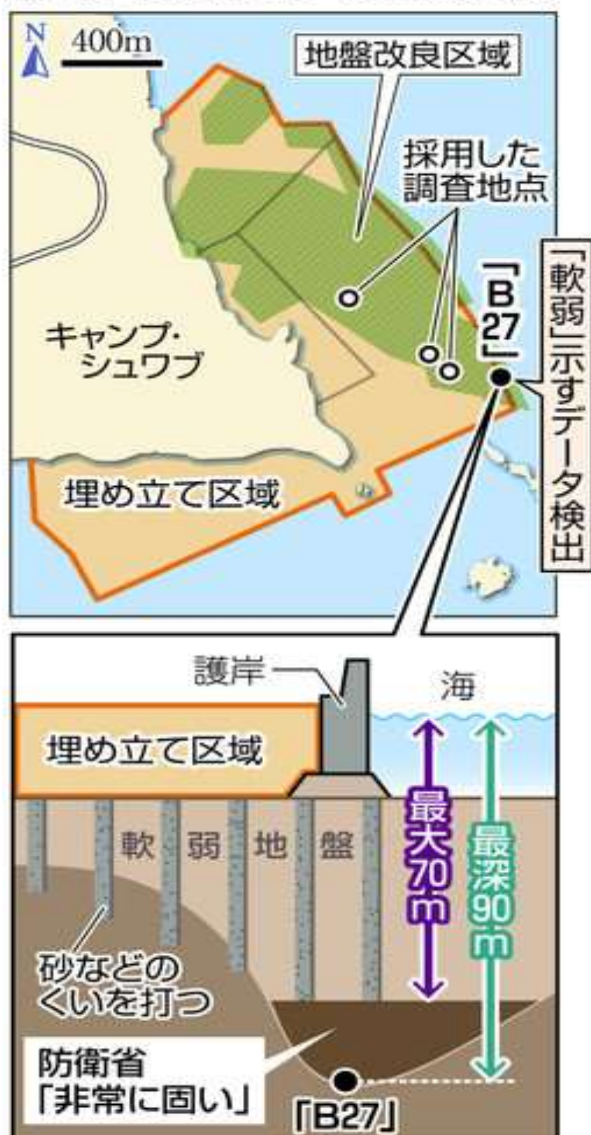 N
400m
地盤改良区域
採用した
調査地点
「B27」
「軟弱」示すデータ検出
キャンプ・
シュワブ
埋め立て区域
護岸
海
埋め立て区域
軟弱地盤
最大70m
最深90m
砂などの
くいを打つ
防衛省
「非常に固い」
「B27」